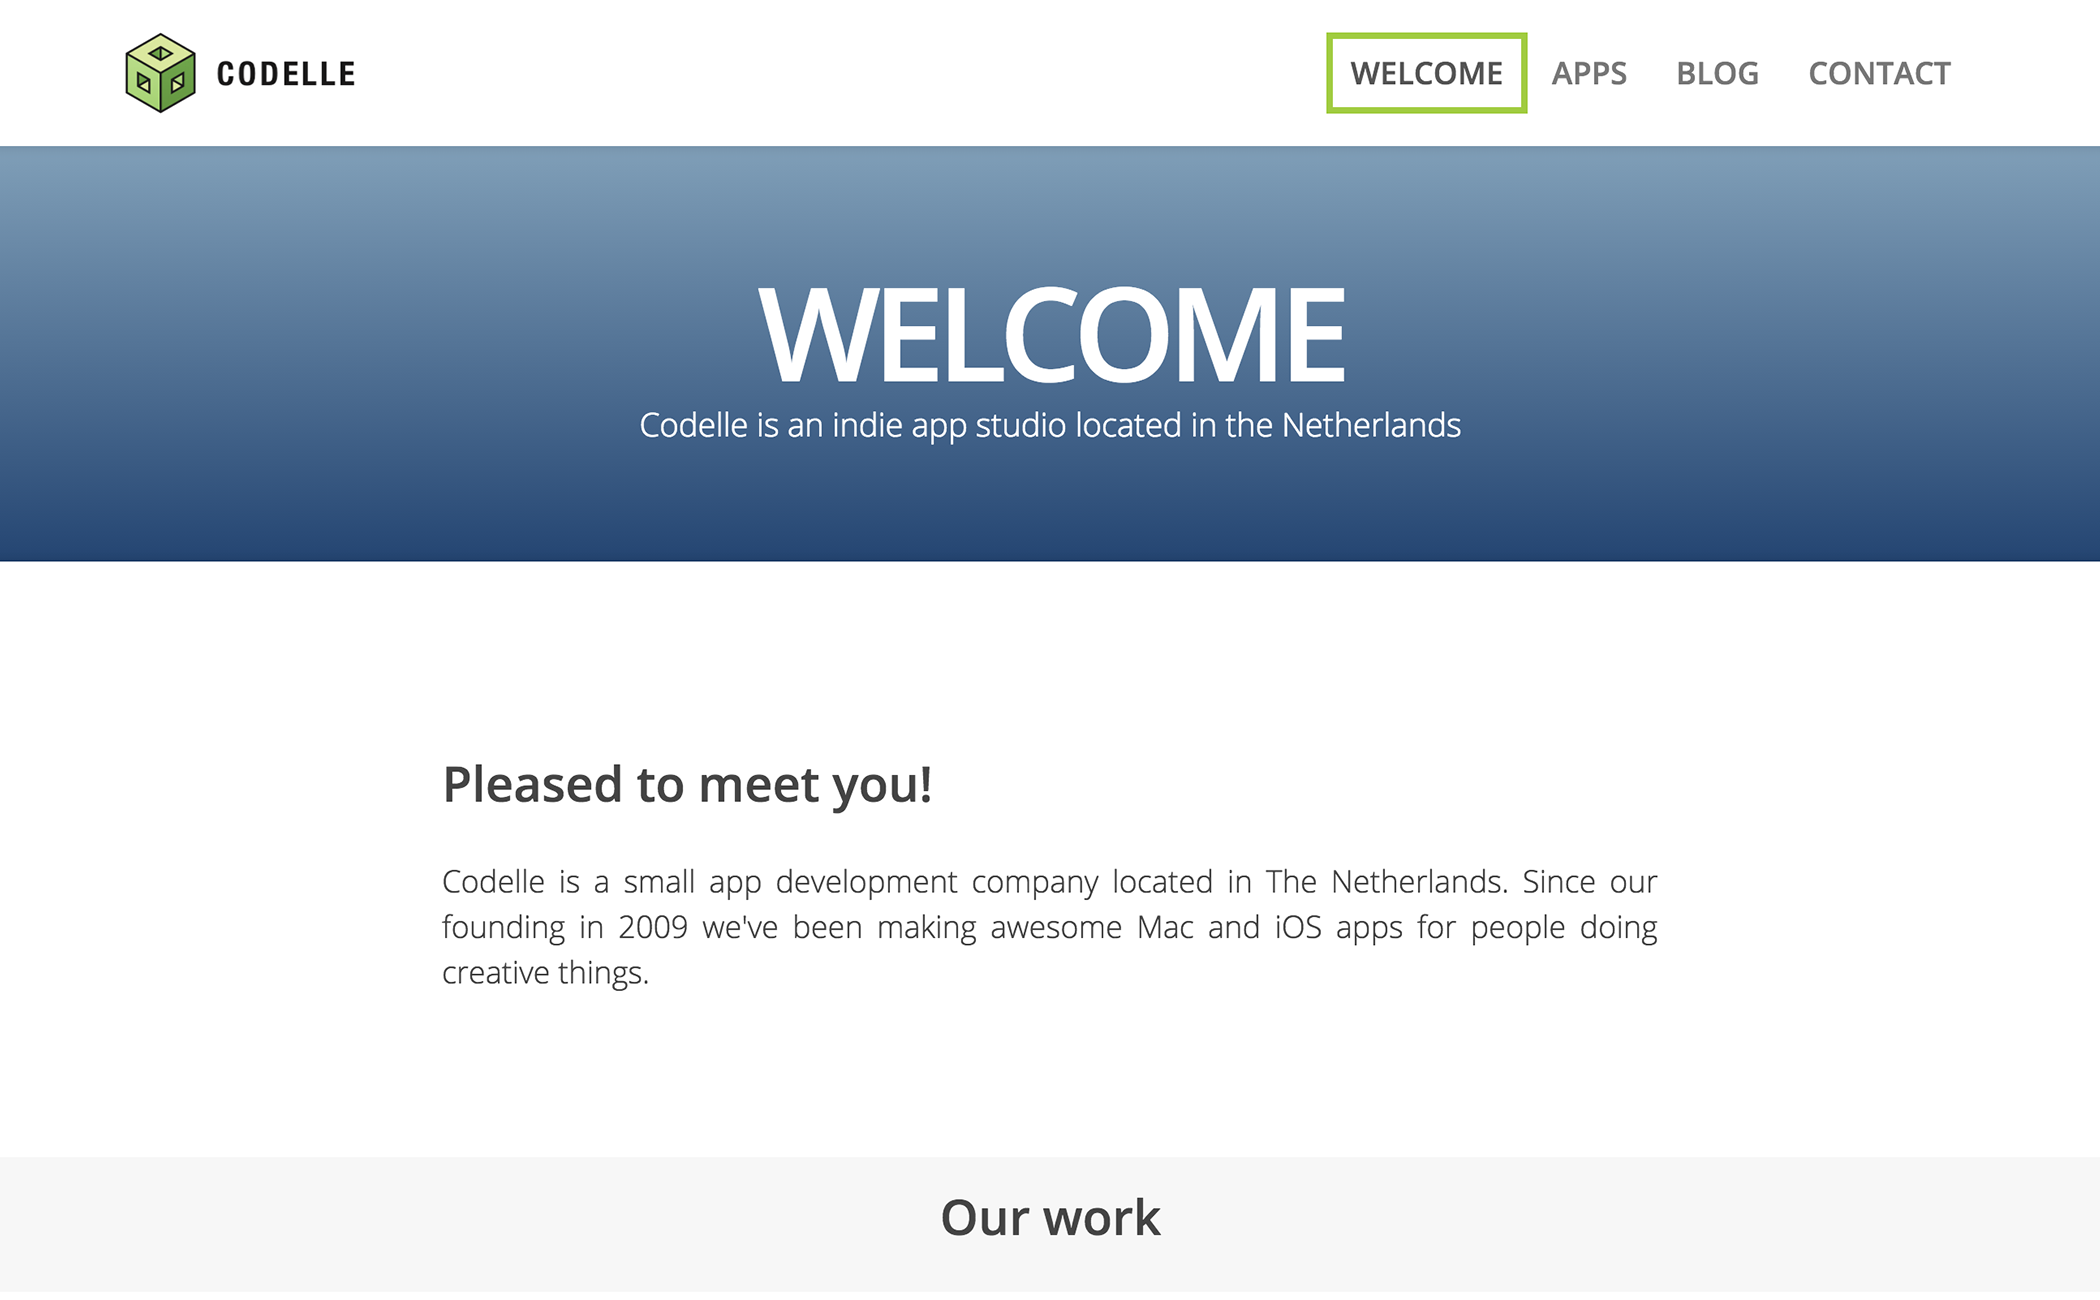 CODELLE
WELCOME APPS BLOG CONTACT
WELCOME
Codelle is an indie app studio located in the Netherlands
Pleased to meet you!
Codelle is a small app development company located in The Netherlands. Since our
founding in 2009 we've been making awesome Mac and iOS apps for people doing
creative things.
Our work